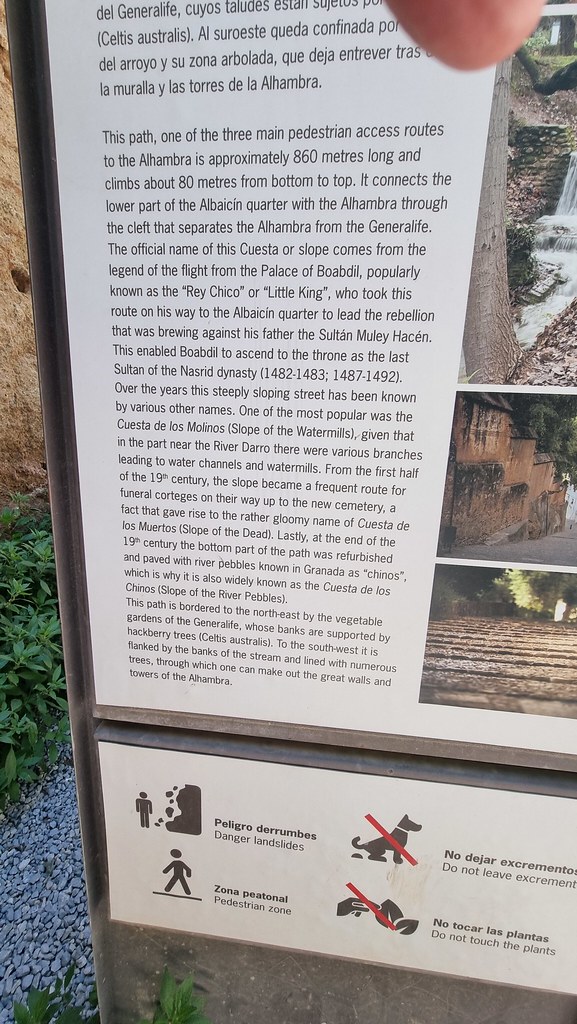 del Generalife, cuyos taludes están sujetos por
(Celtis australis). Al suroeste queda confinada por
del arroyo y su zona arbolada, que deja entrever tras
la muralla y las torres de la Alhambra.
This path, one of the three main pedestrian access routes
to the Alhambra is approximately 860 metres long and
climbs about 80 metres from bottom to top. It connects the
lower part of the Albaicín quarter with the Alhambra through
the cleft that separates the Alhambra from the Generalife.
The official name of this Cuesta or slope comes from the
legend of the flight from the Palace of Boabdil, popularly
known as the “Rey Chico” or “Little King”, who took this
route on his way to the Albaicín quarter to lead the rebellion
that was brewing against his father the Sultán Muley Hacén.
This enabled Boabdil to ascend to the throne as the last
Sultan of the Nasrid dynasty (1482-1483; 1487-1492).
Over the years this steeply sloping street has been known
by various other names. One of the most popular was the
Cuesta de los Molinos (Slope of the Watermills), given that
in the part near the River Darro there were various branches
leading to water channels and watermills. From the first half
of the 19th century, the slope became a frequent route for
funeral corteges on their way up to the new cemetery, a
fact that gave rise to the rather gloomy name of Cuesta de
los Muertos (Slope of the Dead). Lastly, at the end of the
19th century the bottom part of the path was refurbished
and paved with river pebbles known in Granada as “chinos”,
which is why it is also widely known as the Cuesta de los
Chinos (Slope of the River Pebbles).
This path is bordered to the north-east by the vegetable
gardens of the Generalife, whose banks are supported by
hackberry trees (Celtis australis). To the south-west it is
flanked by the banks of the stream and lined with numerous
trees, through which one can make out the great walls and
towers of the Alhambra.
Peligro derrumbes
Danger landslides
No dejar excrementos
Do not leave excrement
Zona peatonal
Pedestrian zone
No tocar las plantas
Do not touch the plants